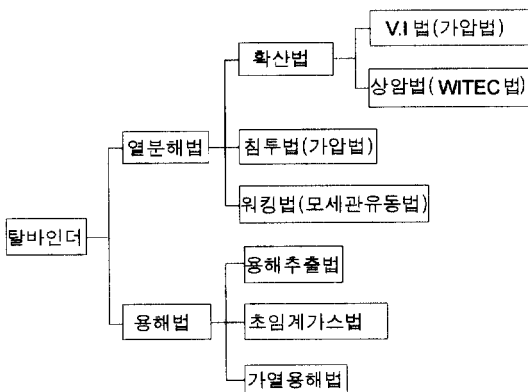 탈바인더
열분해법
확산법
V.I 법(가압법)
상암법( WITEC 법)
침투법(가압법)
워킹법(모세관유동법)
용해법
용해추출법
초임계가스법
가열용해법